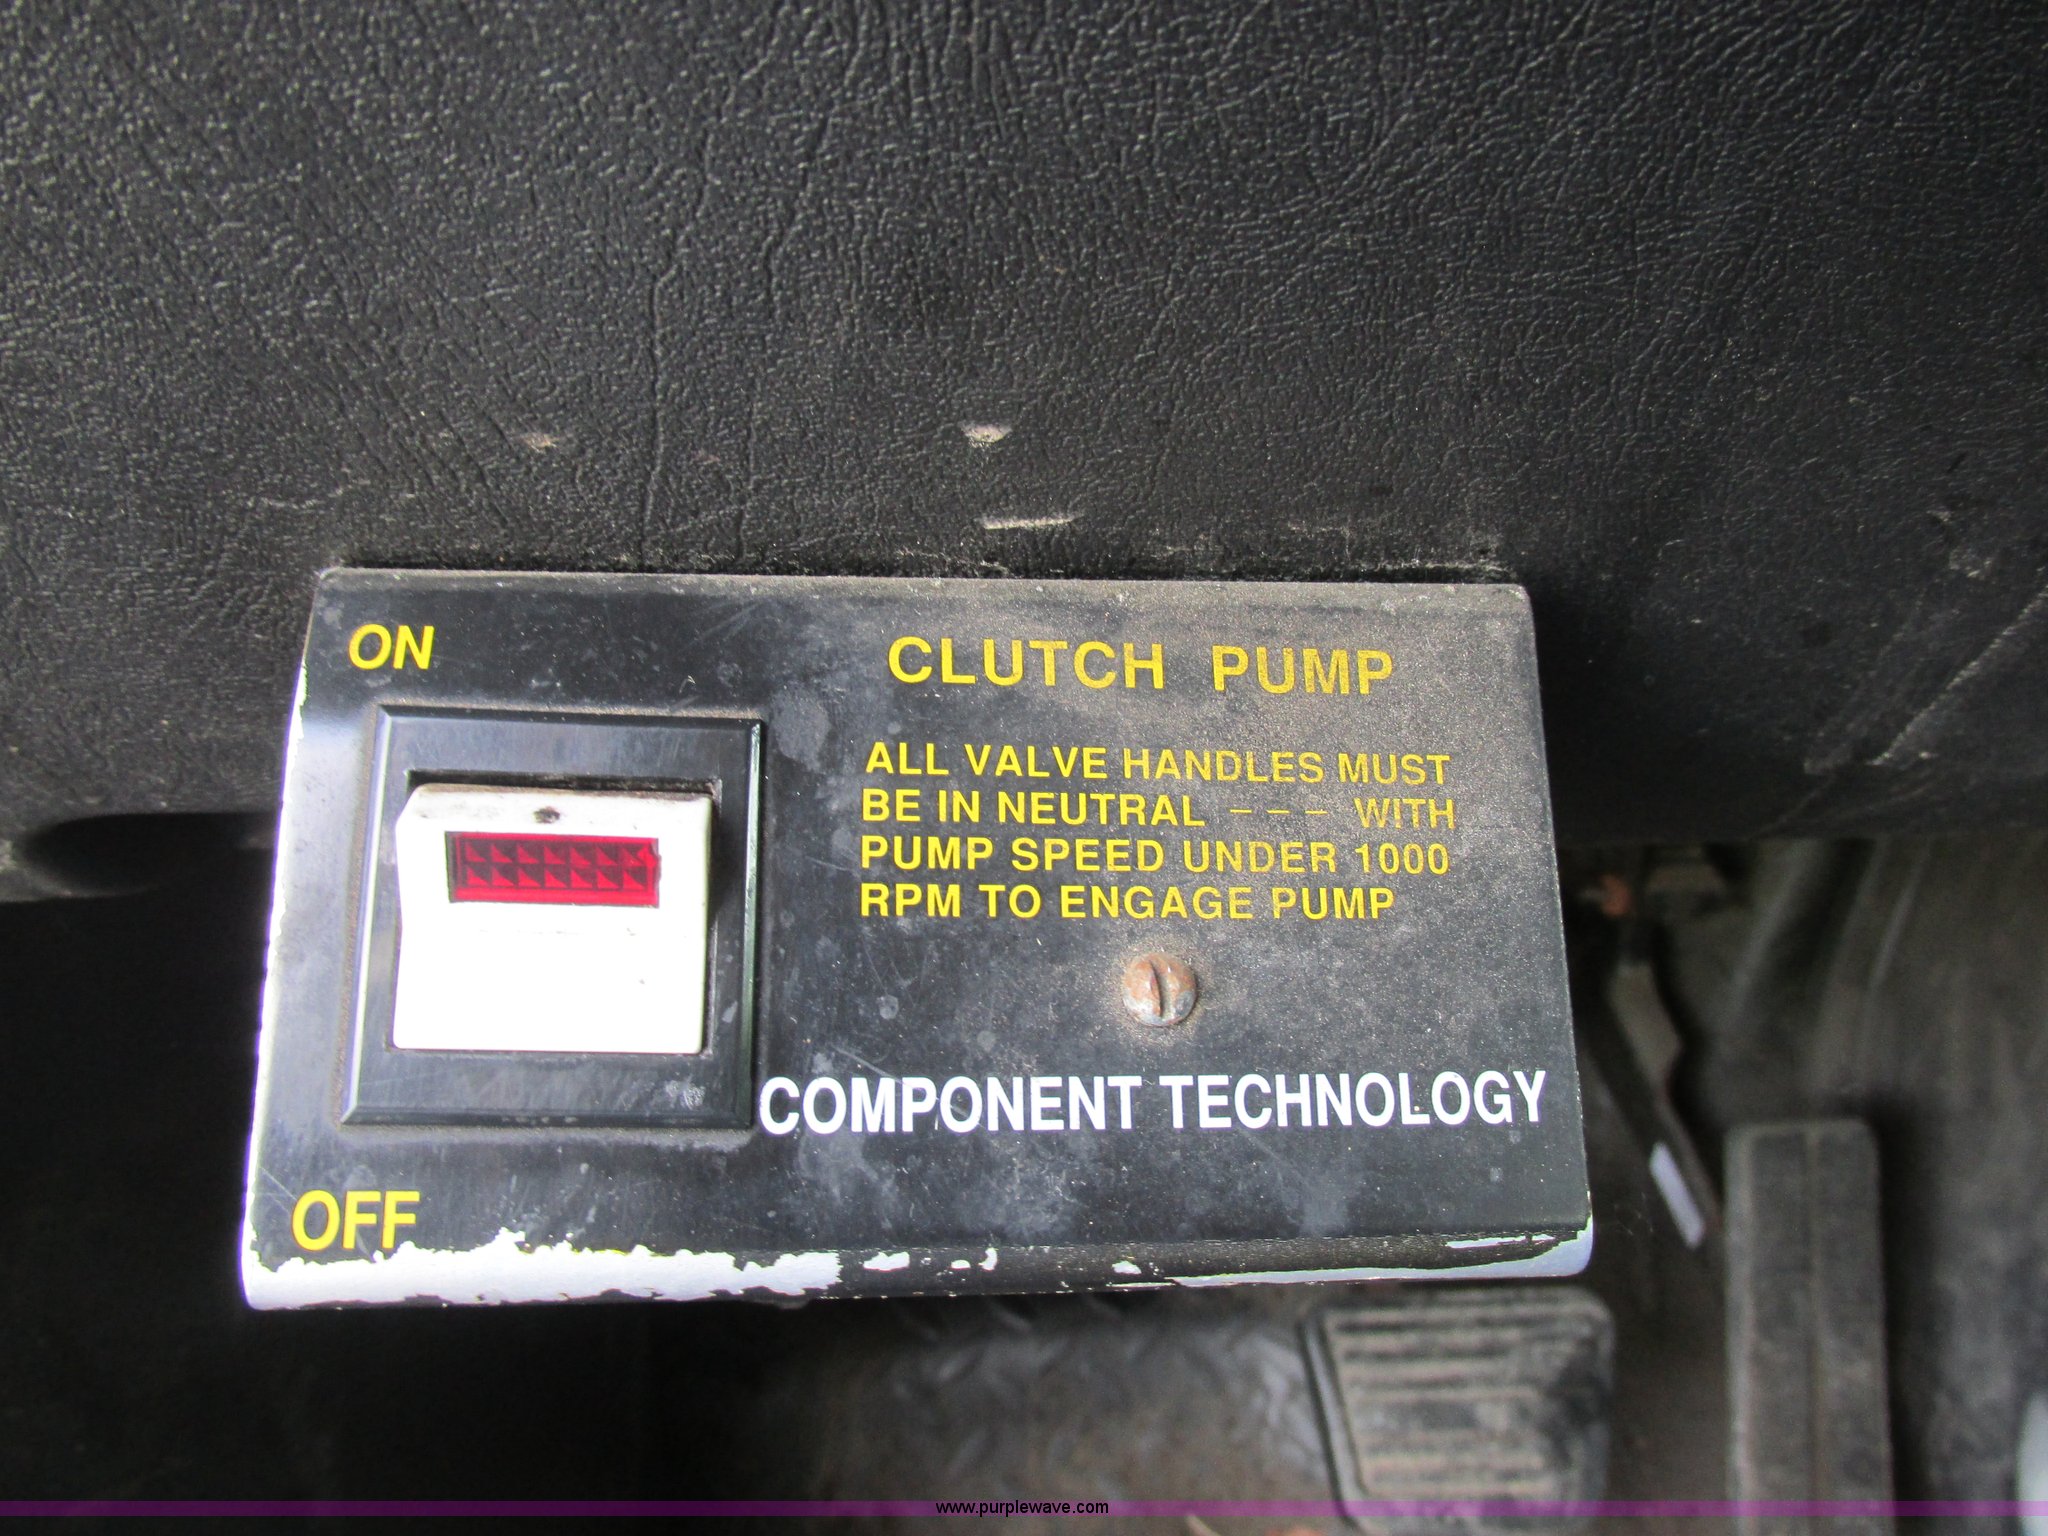 ON
CLUTCH PUMP
ALL VALVE HANDLES MUST
BE IN NEUTRAL - - - WITH
PUMP SPEED UNDER 1000
RPM TO ENGAGE PUMP
COMPONENT TECHNOLOGY
OFF
www.purplewave.com